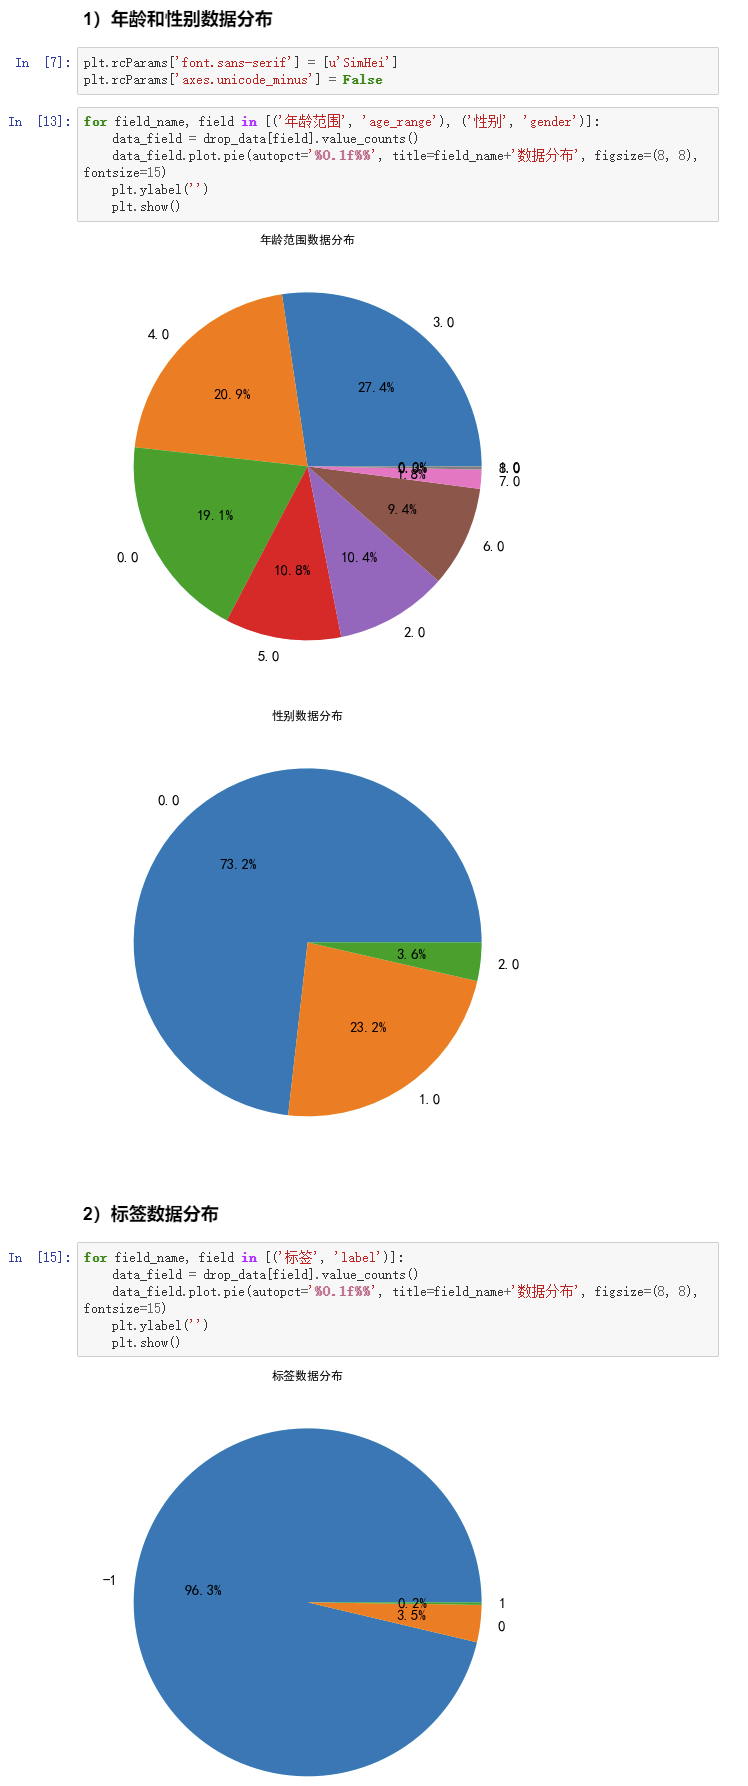 1）年龄和性别数据分布
In [7]: plt.rcParams['font.sans-serif'] = [u'SimHei']
plt.rcParams['axes.unicode_minus'] = False
In [13]: for field_name, field in [('年龄范围', 'age_range'), ('性别', 'gender')]:
data_field = drop_data[field].value_counts()
data_field.plot.pie(autopct='%0.1f%%', title=field_name+'数据分布', figsize=(8, 8),
fontsize=15)
plt.ylabel('')
plt.show()
年龄范围数据分布
3.0
4.0
27.4%
20.9%
7.0
1.8%
9.4%
19.1%
6.0
0.0
10.4%
10.8%
2.0
5.0
性别数据分布
0.0
73.2%
3.6%
2.0
23.2%
1.0
2）标签数据分布
In [15]: for field_name, field in [('标签', 'label')]:
data_field = drop_data[field].value_counts()
data_field.plot.pie(autopct='%0.1f%%', title=field_name+'数据分布', figsize=(8, 8),
fontsize=15)
plt.ylabel('')
plt.show()
标签数据分布
-1
96.3%
0.2%
1
3.5%
0